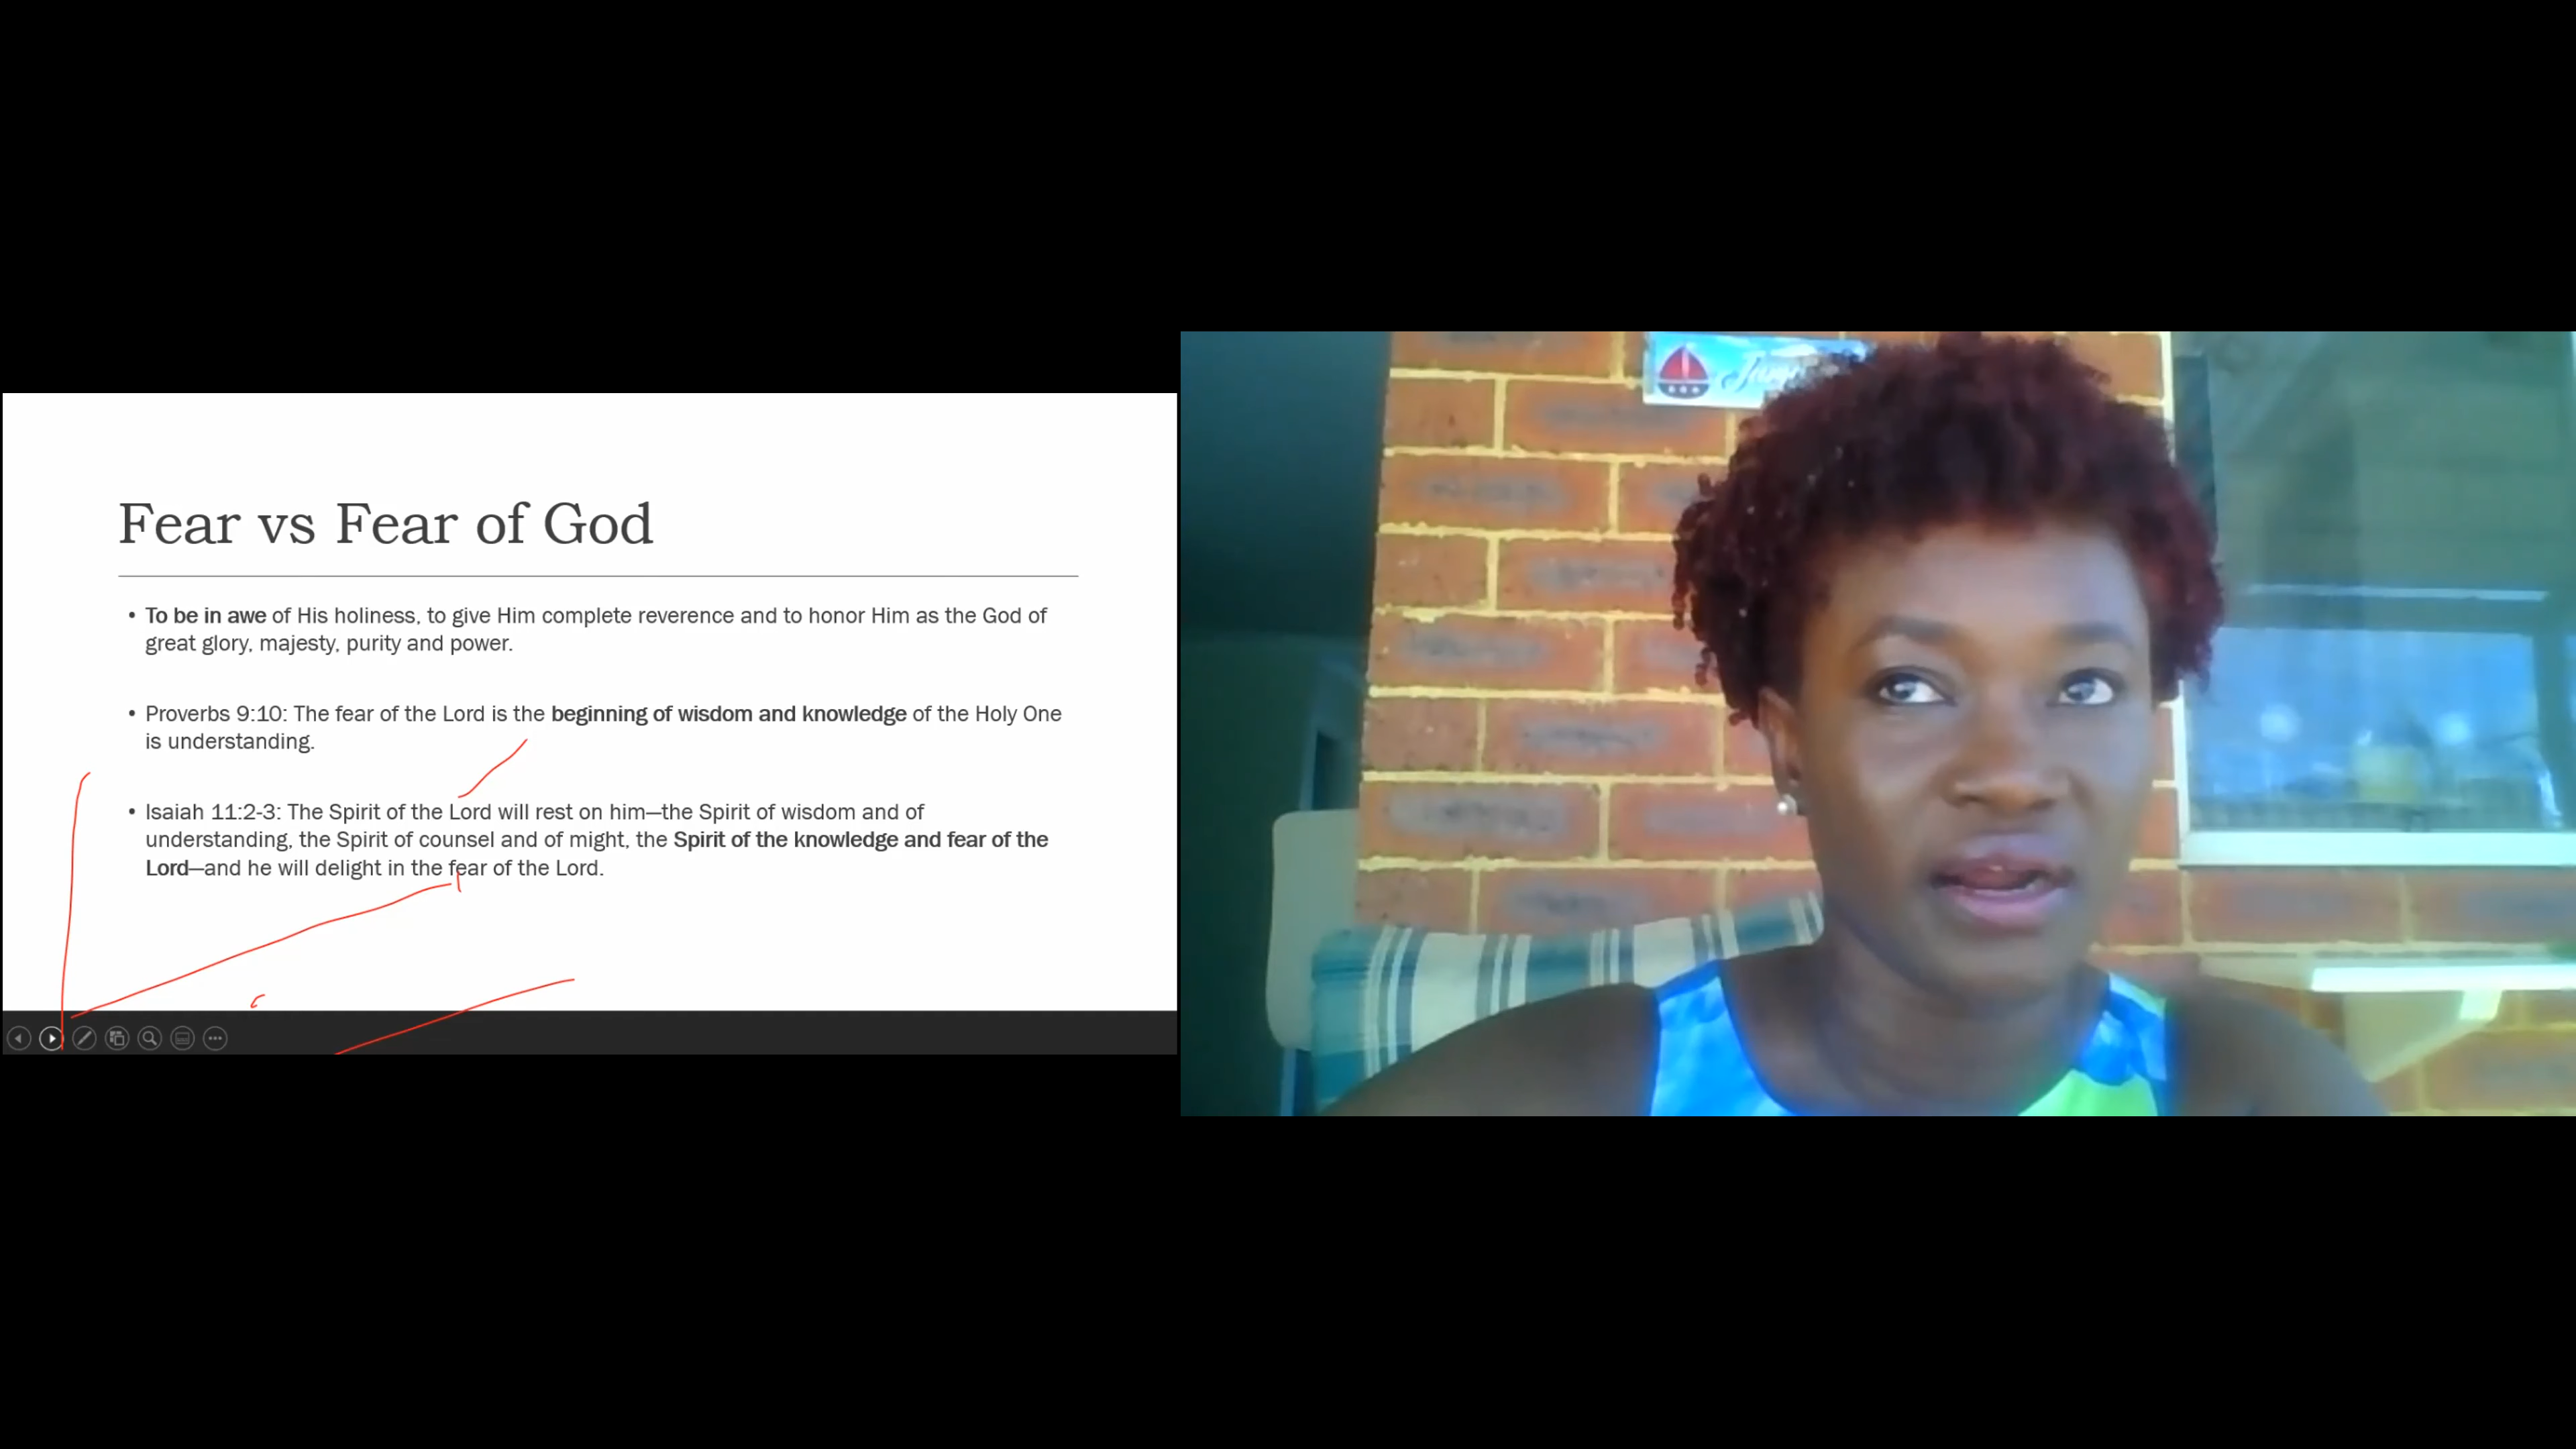 Fear vs Fear of God
• To be in awe of His holiness, to give Him complete reverence and to honor Him as the God of
great glory, majesty, purity and power.
• Proverbs 9:10: The fear of the Lord is the beginning of wisdom and knowledge of the Holy One
is understanding.
• Isaiah 11:2-3: The Spirit of the Lord will rest on him—the Spirit of wisdom and of
understanding, the Spirit of counsel and of might, the Spirit of the knowledge and fear of the
Lord—and he will delight in the fear of the Lord.